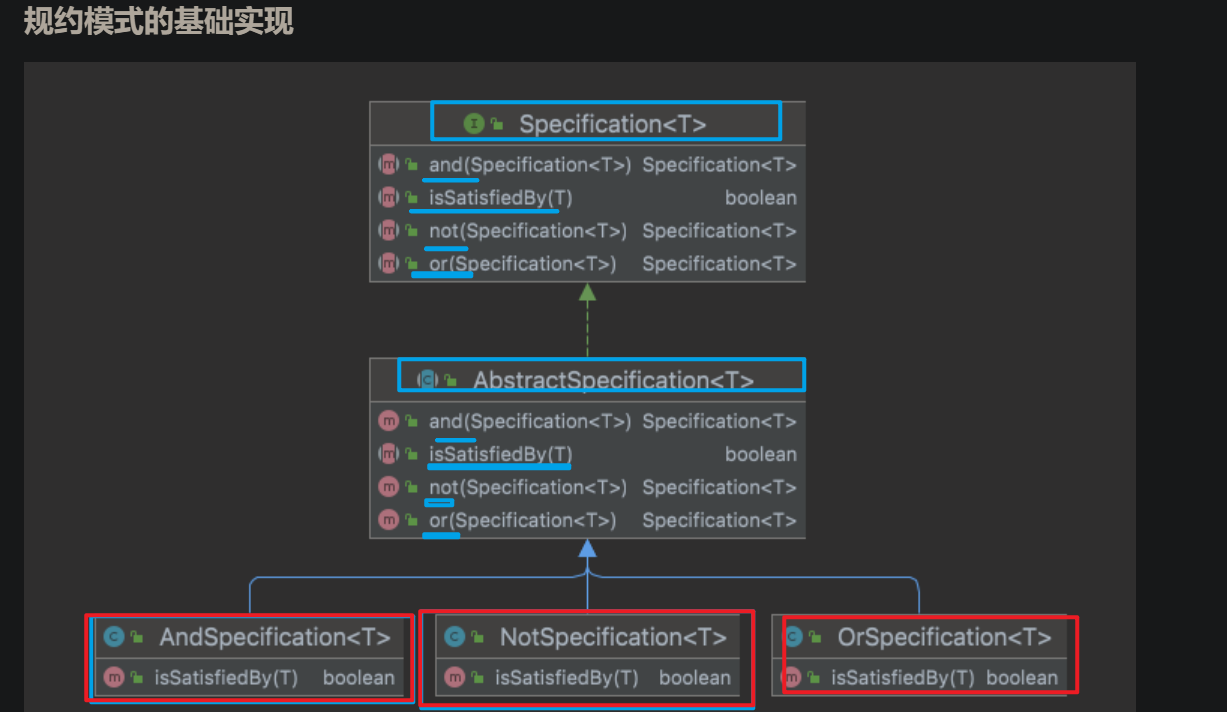 规约模式的基础实现
I Specification<T>
m and(Specification<T>) Specification<T>
m isSatisfiedBy(T) boolean
m not(Specification<T>) Specification<T>
m or(Specification<T>) Specification<T>
C AbstractSpecification<T>
m and(Specification<T>) Specification<T>
m isSatisfiedBy(T) boolean
m not(Specification<T>) Specification<T>
m or(Specification<T>) Specification<T>
C AndSpecification<T>
m isSatisfiedBy(T) boolean
C NotSpecification<T>
m isSatisfiedBy(T) boolean
C OrSpecification<T>
m isSatisfiedBy(T) boolean